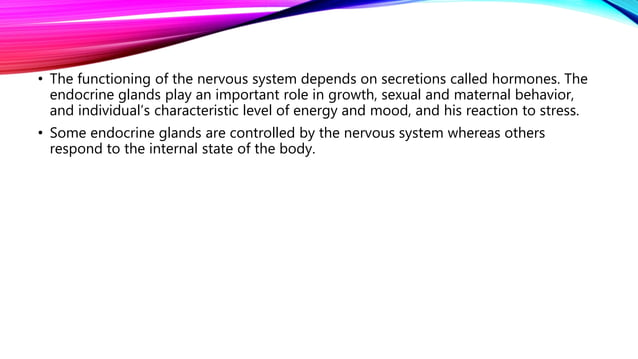 • The functioning of the nervous system depends on secretions called hormones. The
endocrine glands play an important role in growth, sexual and maternal behavior,
and individual’s characteristic level of energy and mood, and his reaction to stress.
• Some endocrine glands are controlled by the nervous system whereas others
respond to the internal state of the body.